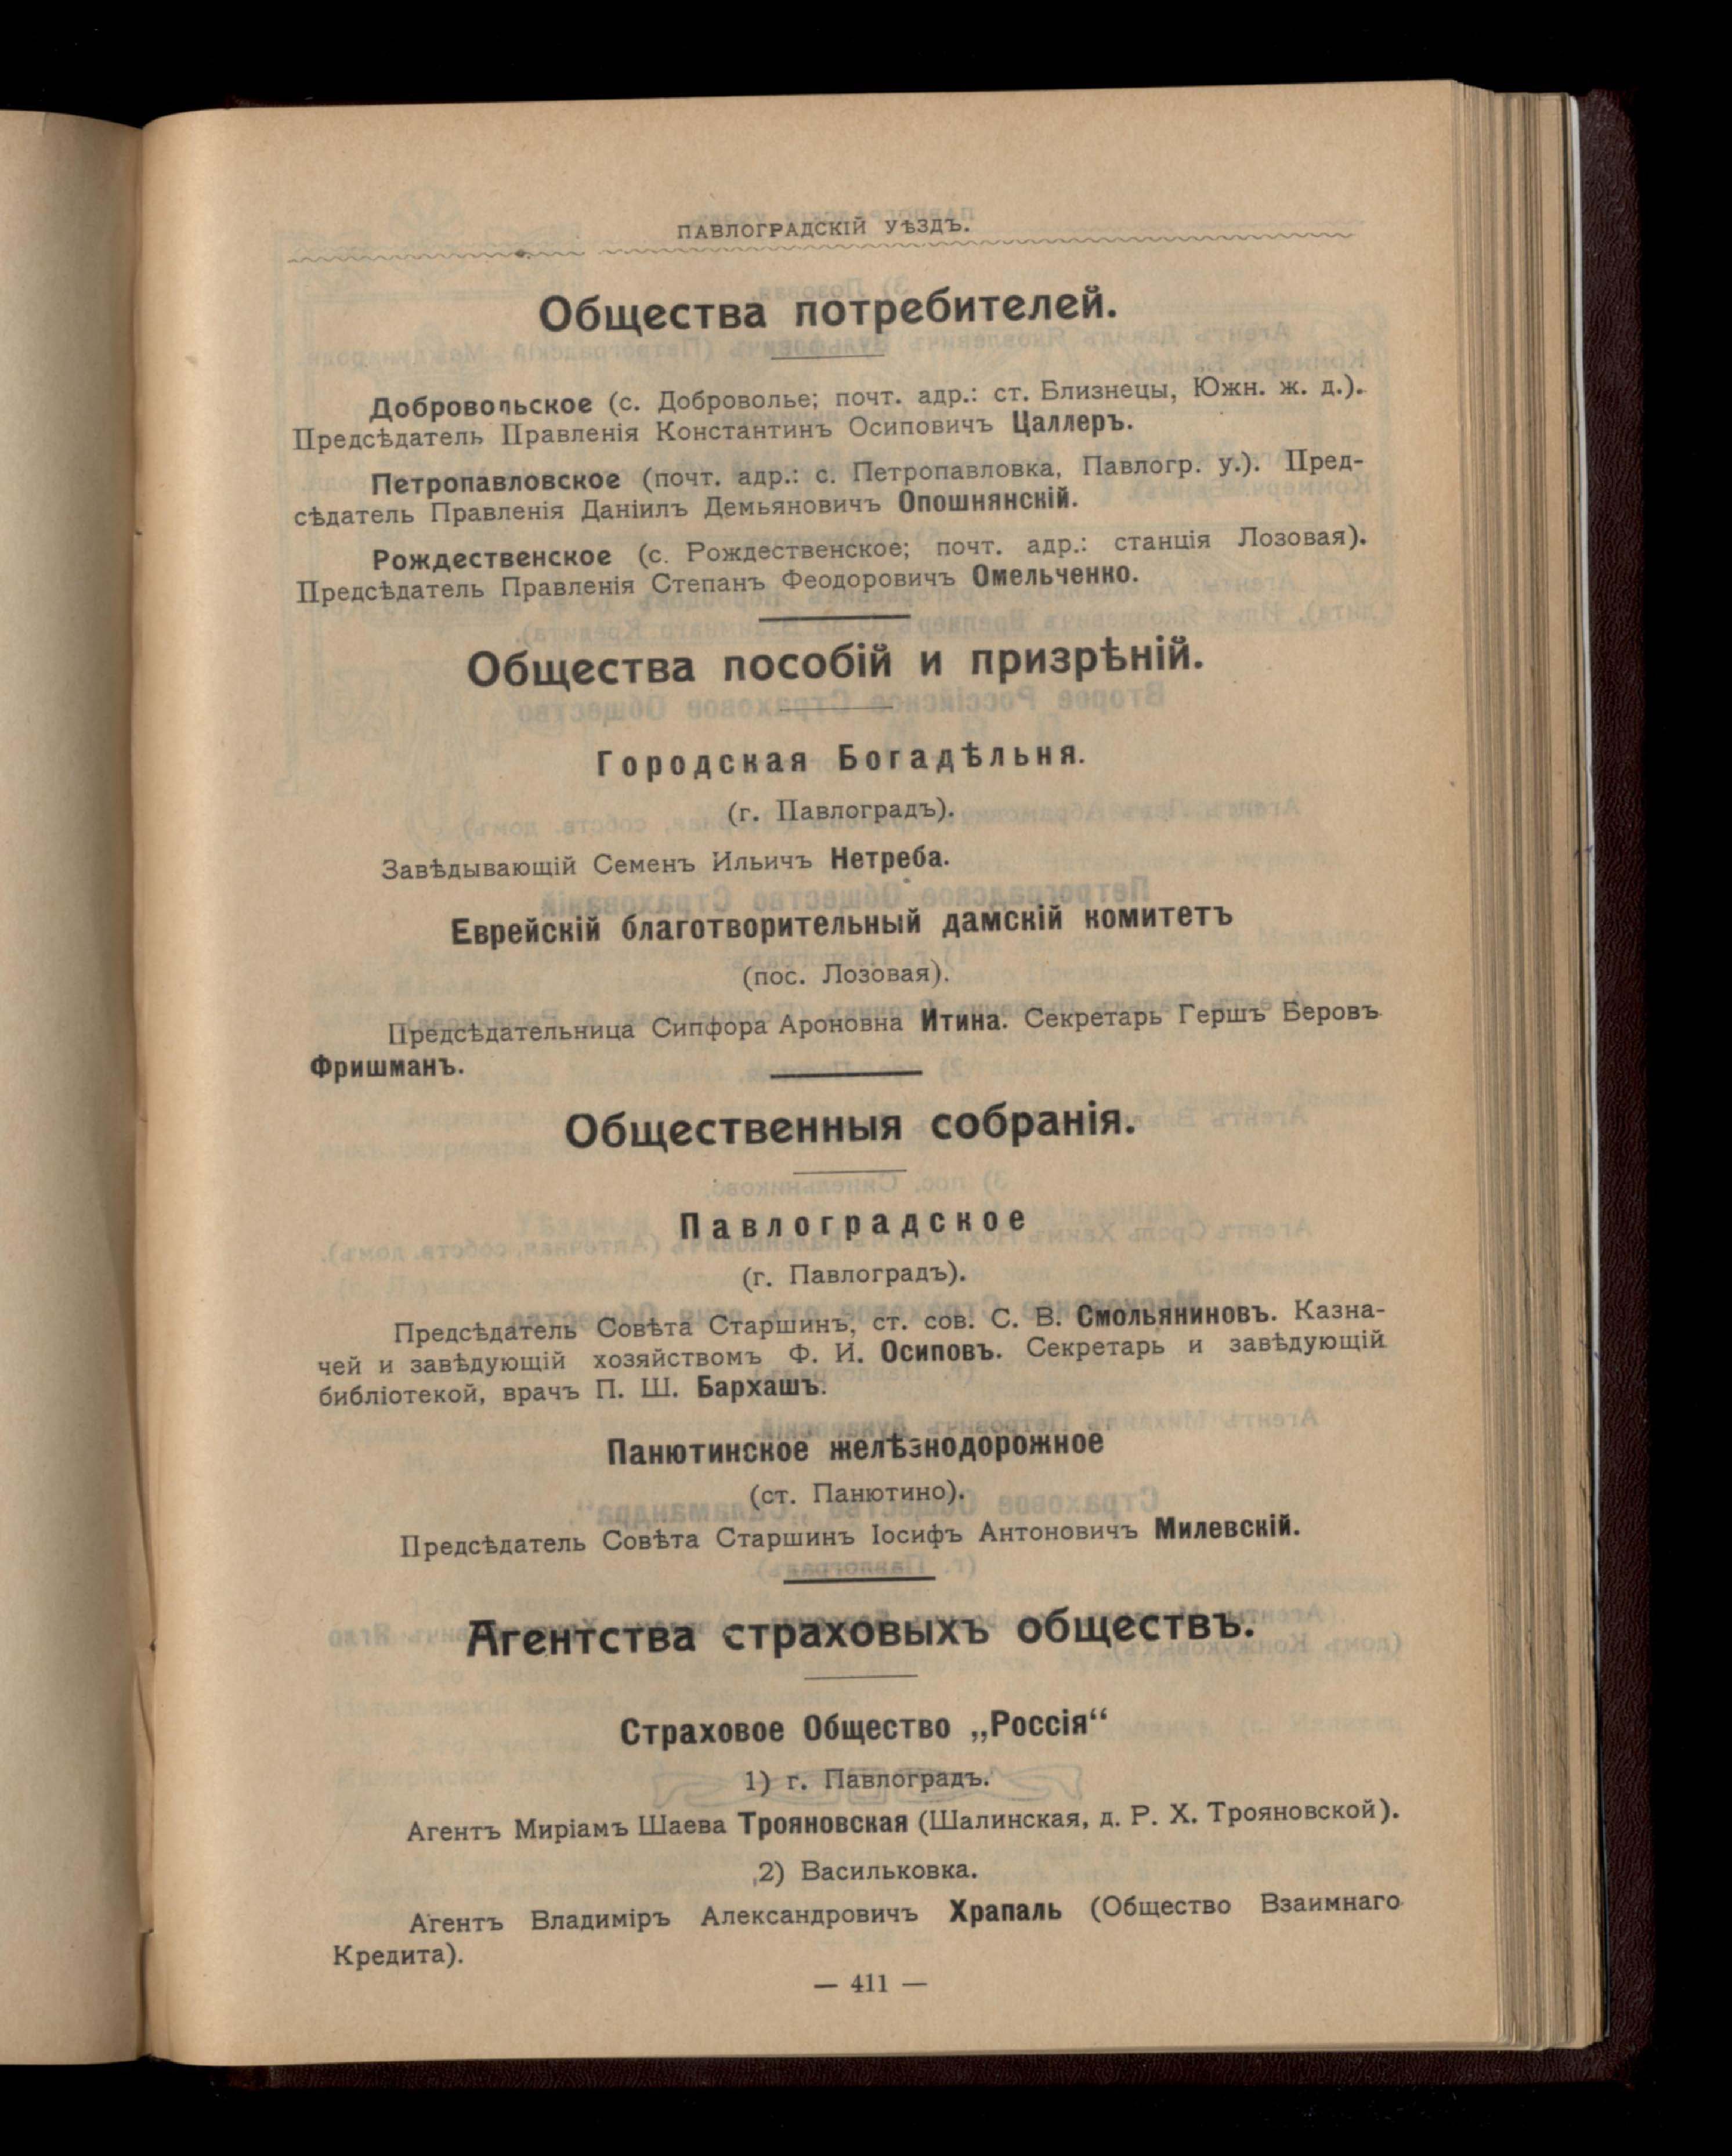 ПАВЛОГРАДСКІЙ УѢЗДЪ.
Общества потребителей.
Добровольское (с. Доброволье; почт. адр.: ст. Близнецы, Южн. ж. д.).
Предсѣдатель Правленія Константинъ Осиповичъ Цаллеръ.
Петропавловское (почт. адр.: с. Петропавловка, Павлогр. у.). Пред-
сѣдатель Правленія Даніилъ Демьяновичъ Опошнянскій.
Рождественское (с. Рождественское; почт. адр.: станція Лозовая).
Предсѣдатель Правленія Степанъ Феодоровичъ Омельченко.
Общества пособій и призрѣній.
Городская Богадѣльня.
(г. Павлоградъ).
Завѣдывающій Семенъ Ильичъ Нетреба.
Еврейскій благотворительный дамскій комитетъ
(пос. Лозовая).
Предсѣдательница Сипфора Ароновна Итина. Секретарь Гершъ Беровъ
Фришманъ.
Общественныя собранія.
Павлоградское
(г. Павлоградъ).
Предсѣдатель Совѣта Старшинъ, ст. сов. С. В. Смольяниновъ. Казна-
чей и завѣдующій хозяйствомъ Ф. И. Осиповъ. Секретарь и завѣдующій
библіотекой, врачъ П. Ш. Бархашъ.
Панютинское желѣзнодорожное
(ст. Панютино).
Предсѣдатель Совѣта Старшинъ Іосифъ Антоновичъ Милевскій.
Агентства страховыхъ обществъ.
Страховое Общество „Россія“
1) г. Павлоградъ.
Агентъ Миріамъ Шаева Трояновская (Шалинская, д. Р. Х. Трояновской).
2) Васильковка.
Агентъ Владиміръ Александровичъ Храпаль (Общество Взаимнаго
Кредита).
— 411 —